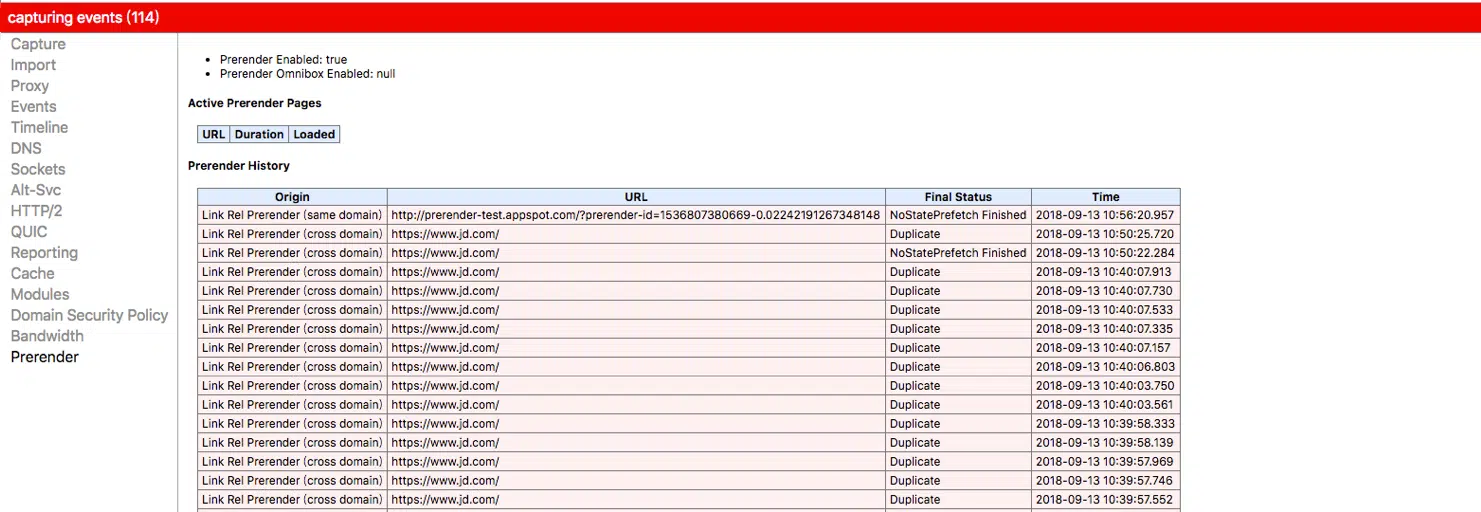 capturing events (114)
Capture
Import
Proxy
Events
Timeline
DNS
Sockets
Alt-Svc
HTTP/2
QUIC
Reporting
Cache
Modules
Domain Security Policy
Bandwidth
Prerender
Prerender Enabled: true
Prerender Omnibox Enabled: null
Active Prerender Pages
URL Duration Loaded
Prerender History
Origin URL Final Status Time
Link Rel Prerender (same domain) http://prerender-test.appspot.com/?prerender-id=1536807380669-0.02242191267348148 NoStatePrefetch Finished 2018-09-13 10:56:20.957
Link Rel Prerender (cross domain) https://www.jd.com/ Duplicate 2018-09-13 10:50:25.720
Link Rel Prerender (cross domain) https://www.jd.com/ NoStatePrefetch Finished 2018-09-13 10:50:22.284
Link Rel Prerender (cross domain) https://www.jd.com/ Duplicate 2018-09-13 10:40:07.913
Link Rel Prerender (cross domain) https://www.jd.com/ Duplicate 2018-09-13 10:40:07.730
Link Rel Prerender (cross domain) https://www.jd.com/ Duplicate 2018-09-13 10:40:07.533
Link Rel Prerender (cross domain) https://www.jd.com/ Duplicate 2018-09-13 10:40:07.335
Link Rel Prerender (cross domain) https://www.jd.com/ Duplicate 2018-09-13 10:40:07.157
Link Rel Prerender (cross domain) https://www.jd.com/ Duplicate 2018-09-13 10:40:06.803
Link Rel Prerender (cross domain) https://www.jd.com/ Duplicate 2018-09-13 10:40:03.750
Link Rel Prerender (cross domain) https://www.jd.com/ Duplicate 2018-09-13 10:40:03.561
Link Rel Prerender (cross domain) https://www.jd.com/ Duplicate 2018-09-13 10:39:58.333
Link Rel Prerender (cross domain) https://www.jd.com/ Duplicate 2018-09-13 10:39:58.139
Link Rel Prerender (cross domain) https://www.jd.com/ Duplicate 2018-09-13 10:39:57.969
Link Rel Prerender (cross domain) https://www.jd.com/ Duplicate 2018-09-13 10:39:57.746
Link Rel Prerender (cross domain) https://www.jd.com/ Duplicate 2018-09-13 10:39:57.552